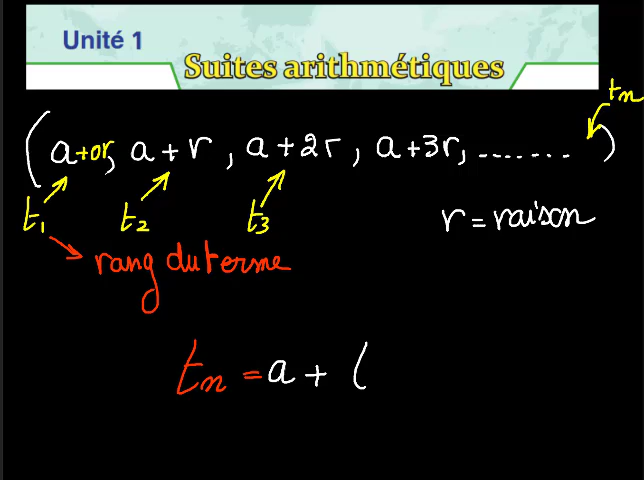 Unité 1
Suites arithmétiques
tn
( a+0r, a + r, a + 2r, a + 3r, ....... )
t1 t2 t3 r = raison
rang du terme
tn = a + (